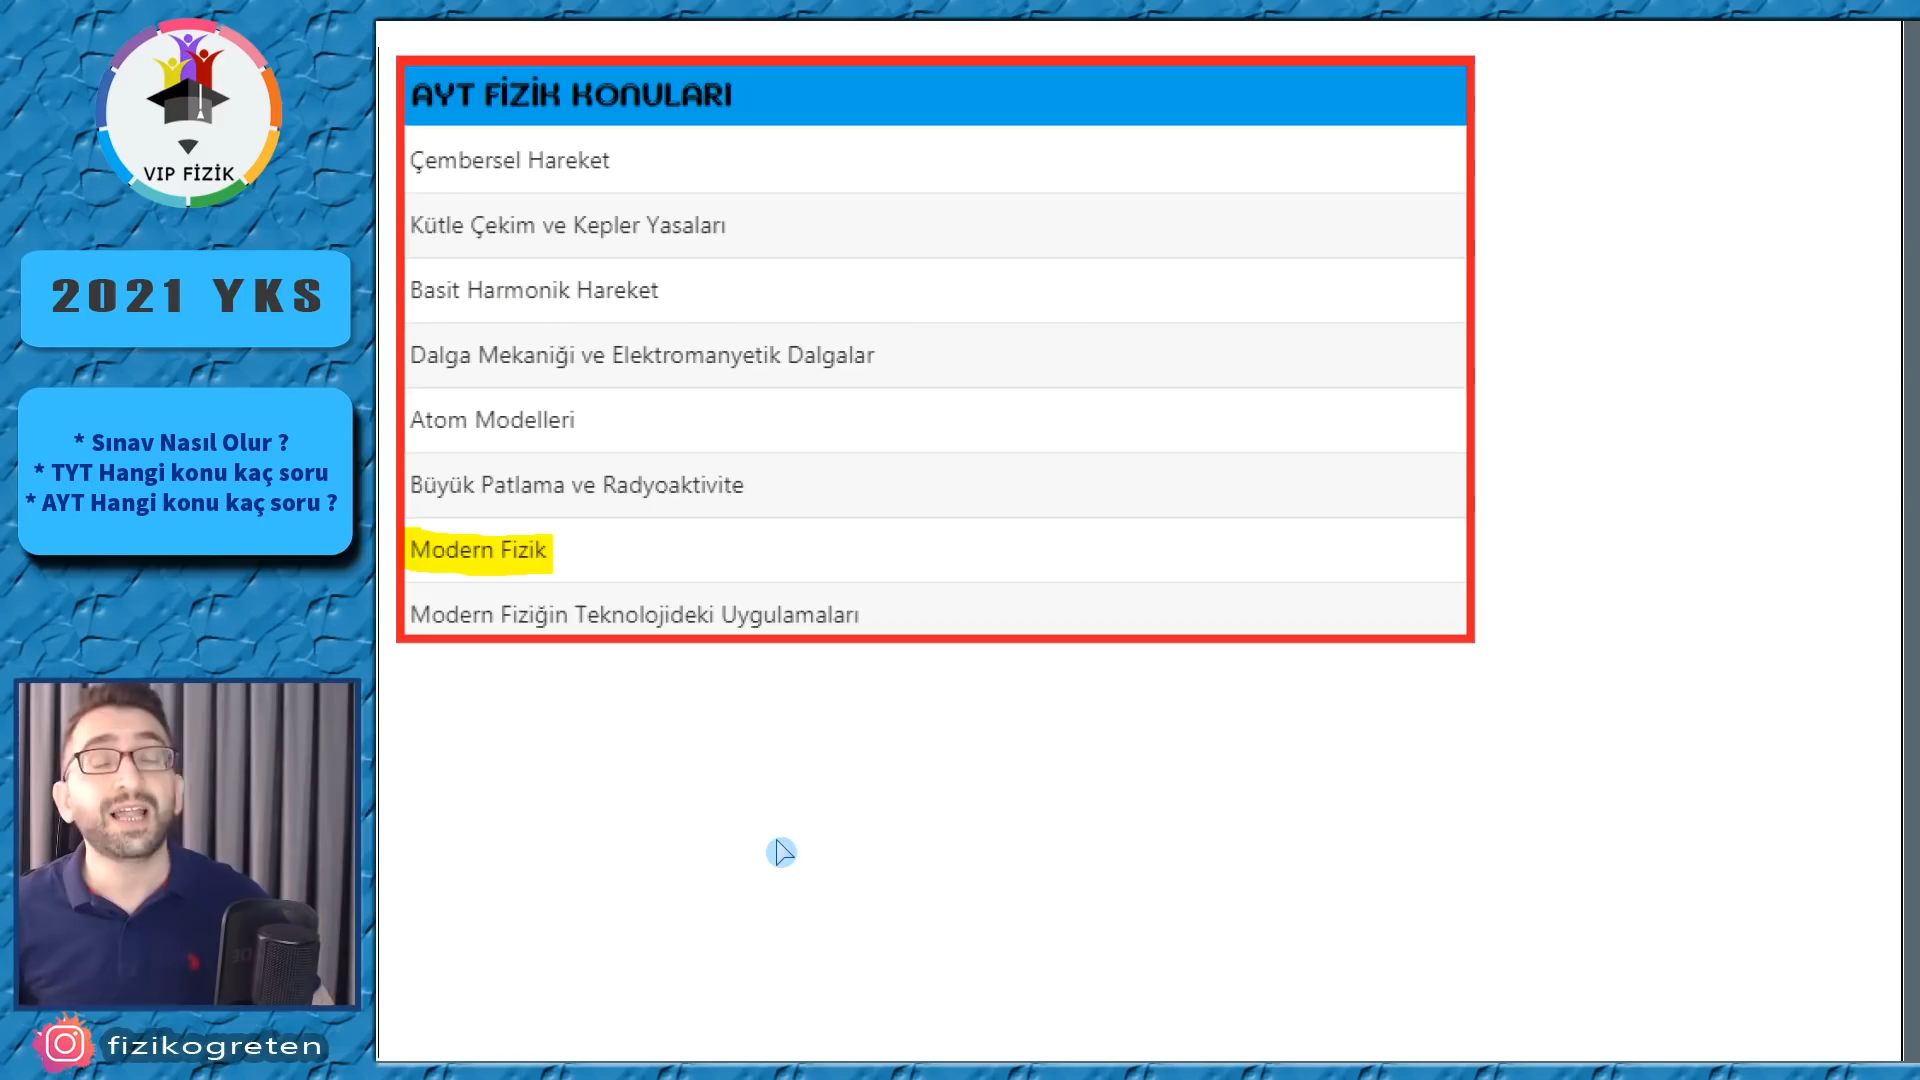 VIP FİZİK
2021 YKS
* Sınav Nasıl Olur ?
* TYT Hangi konu kaç soru
* AYT Hangi konu kaç soru ?
fizikogreten
AYT FİZİK KONULARI
Çembersel Hareket
Kütle Çekim ve Kepler Yasaları
Basit Harmonik Hareket
Dalga Mekaniği ve Elektromanyetik Dalgalar
Atom Modelleri
Büyük Patlama ve Radyoaktivite
Modern Fizik
Modern Fiziğin Teknolojideki Uygulamaları